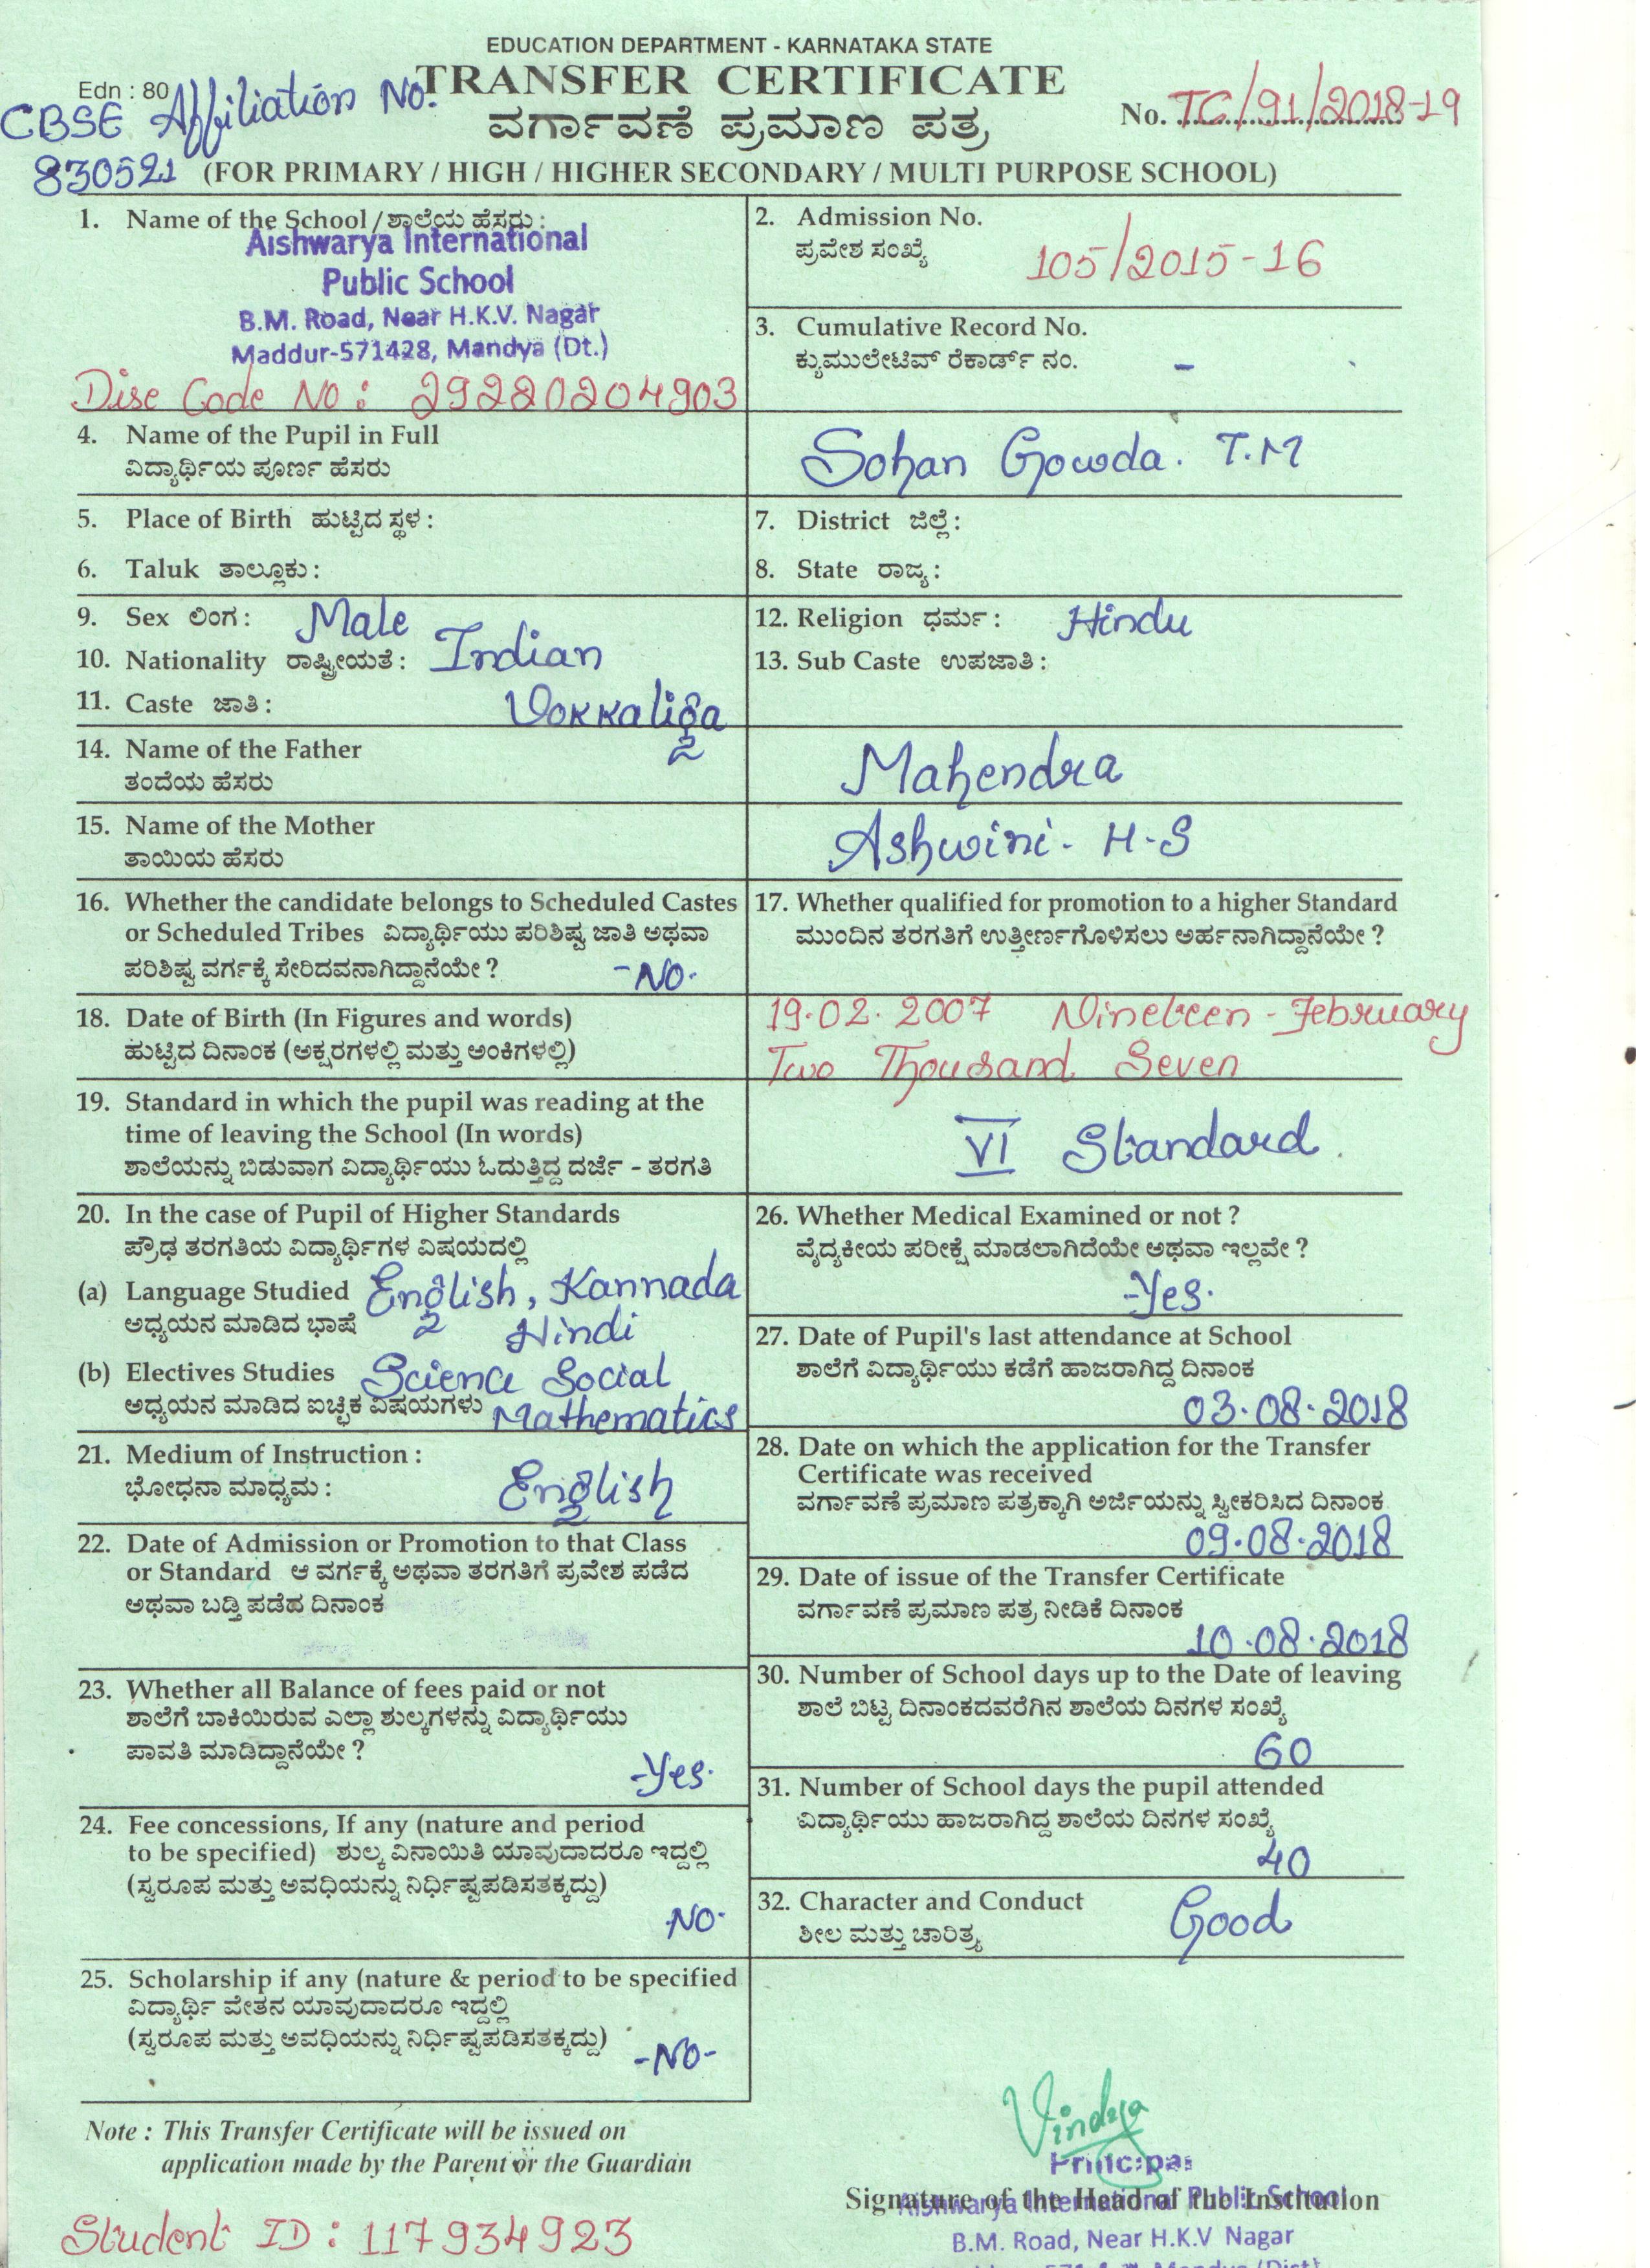 EDUCATION DEPARTMENT - KARNATAKA STATE
Edn : 80
TRANSFER CERTIFICATE
CBSE Affiliation No.
830521
ವರ್ಗಾವಣೆ ಪ್ರಮಾಣ ಪತ್ರ
No. TC/91/2018-19
(FOR PRIMARY / HIGH / HIGHER SECONDARY / MULTI PURPOSE SCHOOL)
1. Name of the School / ಶಾಲೆಯ ಹೆಸರು :
Aishwarya International
Public School
B.M. Road, Near H.K.V. Nagar
Maddur-571428, Mandya (Dt.)
Dise Code No : 29220204903
2. Admission No.
ಪ್ರವೇಶ ಸಂಖ್ಯೆ
105/2015-16
3. Cumulative Record No.
ಕ್ಯುಮುಲೇಟಿವ್ ರೆಕಾರ್ಡ್ ನಂ. -
4. Name of the Pupil in Full
ವಿದ್ಯಾರ್ಥಿಯ ಪೂರ್ಣ ಹೆಸರು
Sohan Gowda. T.M
5. Place of Birth ಹುಟ್ಟಿದ ಸ್ಥಳ :
6. Taluk ತಾಲ್ಲೂಕು :
7. District ಜಿಲ್ಲೆ :
8. State ರಾಜ್ಯ :
9. Sex ಲಿಂಗ : Male
10. Nationality ರಾಷ್ಟ್ರೀಯತೆ : Indian
11. Caste ಜಾತಿ : Vokkaliga
12. Religion ಧರ್ಮ : Hindu
13. Sub Caste ಉಪಜಾತಿ :
14. Name of the Father
ತಂದೆಯ ಹೆಸರು
Mahendra
15. Name of the Mother
ತಾಯಿಯ ಹೆಸರು
Ashwini. H.S
16. Whether the candidate belongs to Scheduled Castes
or Scheduled Tribes ವಿದ್ಯಾರ್ಥಿಯು ಪರಿಶಿಷ್ಟ ಜಾತಿ ಅಥವಾ
ಪರಿಶಿಷ್ಟ ವರ್ಗಕ್ಕೆ ಸೇರಿದವನಾಗಿದ್ದಾನೆಯೇ ? -No.
17. Whether qualified for promotion to a higher Standard
ಮುಂದಿನ ತರಗತಿಗೆ ಉತ್ತೀರ್ಣಗೊಳಿಸಲು ಅರ್ಹನಾಗಿದ್ದಾನೆಯೇ ?
18. Date of Birth (In Figures and words)
ಹುಟ್ಟಿದ ದಿನಾಂಕ (ಅಕ್ಷರಗಳಲ್ಲಿ ಮತ್ತು ಅಂಕಿಗಳಲ್ಲಿ)
19.02.2007 Nineteen-February
Two Thousand Seven
19. Standard in which the pupil was reading at the
time of leaving the School (In words)
ಶಾಲೆಯನ್ನು ಬಿಡುವಾಗ ವಿದ್ಯಾರ್ಥಿಯು ಓದುತ್ತಿದ್ದ ದರ್ಜೆ - ತರಗತಿ
VI Standard.
20. In the case of Pupil of Higher Standards
ಪ್ರೌಢ ತರಗತಿಯ ವಿದ್ಯಾರ್ಥಿಗಳ ವಿಷಯದಲ್ಲಿ
(a) Language Studied English, Kannada
ಅಧ್ಯಯನ ಮಾಡಿದ ಭಾಷೆ Hindi
(b) Electives Studies Science Social
ಅಧ್ಯಯನ ಮಾಡಿದ ಐಚ್ಛಿಕ ವಿಷಯಗಳು Mathematics
21. Medium of Instruction :
ಭೋಧನಾ ಮಾಧ್ಯಮ : English
22. Date of Admission or Promotion to that Class
or Standard ಆ ವರ್ಗಕ್ಕೆ ಅಥವಾ ತರಗತಿಗೆ ಪ್ರವೇಶ ಪಡೆದ
ಅಥವಾ ಬಡ್ತಿ ಪಡೆದ ದಿನಾಂಕ
23. Whether all Balance of fees paid or not
ಶಾಲೆಗೆ ಬಾಕಿಯಿರುವ ಎಲ್ಲಾ ಶುಲ್ಕಗಳನ್ನು ವಿದ್ಯಾರ್ಥಿಯು
ಪಾವತಿ ಮಾಡಿದ್ದಾನೆಯೇ ?
-Yes.
24. Fee concessions, If any (nature and period
to be specified) ಶುಲ್ಕ ವಿನಾಯಿತಿ ಯಾವುದಾದರೂ ಇದ್ದಲ್ಲಿ
(ಸ್ವರೂಪ ಮತ್ತು ಅವಧಿಯನ್ನು ನಿರ್ಧಿಷ್ಟಪಡಿಸತಕ್ಕದ್ದು)
.No.
25. Scholarship if any (nature & period to be specified
ವಿದ್ಯಾರ್ಥಿ ವೇತನ ಯಾವುದಾದರೂ ಇದ್ದಲ್ಲಿ
(ಸ್ವರೂಪ ಮತ್ತು ಅವಧಿಯನ್ನು ನಿರ್ಧಿಷ್ಟಪಡಿಸತಕ್ಕದ್ದು)
-No-
26. Whether Medical Examined or not ?
ವೈದ್ಯಕೀಯ ಪರೀಕ್ಷೆ ಮಾಡಲಾಗಿದೆಯೇ ಅಥವಾ ಇಲ್ಲವೇ ?
-Yes.
27. Date of Pupil's last attendance at School
ಶಾಲೆಗೆ ವಿದ್ಯಾರ್ಥಿಯು ಕಡೆಗೆ ಹಾಜರಾಗಿದ್ದ ದಿನಾಂಕ
03.08.2018
28. Date on which the application for the Transfer
Certificate was received
ವರ್ಗಾವಣೆ ಪ್ರಮಾಣ ಪತ್ರಕ್ಕಾಗಿ ಅರ್ಜಿಯನ್ನು ಸ್ವೀಕರಿಸಿದ ದಿನಾಂಕ
09.08.2018
29. Date of issue of the Transfer Certificate
ವರ್ಗಾವಣೆ ಪ್ರಮಾಣ ಪತ್ರ ನೀಡಿಕೆ ದಿನಾಂಕ
10.08.2018
30. Number of School days up to the Date of leaving
ಶಾಲೆ ಬಿಟ್ಟ ದಿನಾಂಕದವರೆಗಿನ ಶಾಲೆಯ ದಿನಗಳ ಸಂಖ್ಯೆ
60
31. Number of School days the pupil attended
ವಿದ್ಯಾರ್ಥಿಯು ಹಾಜರಾಗಿದ್ದ ಶಾಲೆಯ ದಿನಗಳ ಸಂಖ್ಯೆ
40
32. Character and Conduct
ಶೀಲ ಮತ್ತು ಚಾರಿತ್ರ್ಯ
Good
Note : This Transfer Certificate will be issued on
application made by the Parent or the Guardian
Student ID : 117934923
Vindya
Principal
Signature of the Head of the Institution
Aishwarya International Public School
B.M. Road, Near H.K.V Nagar